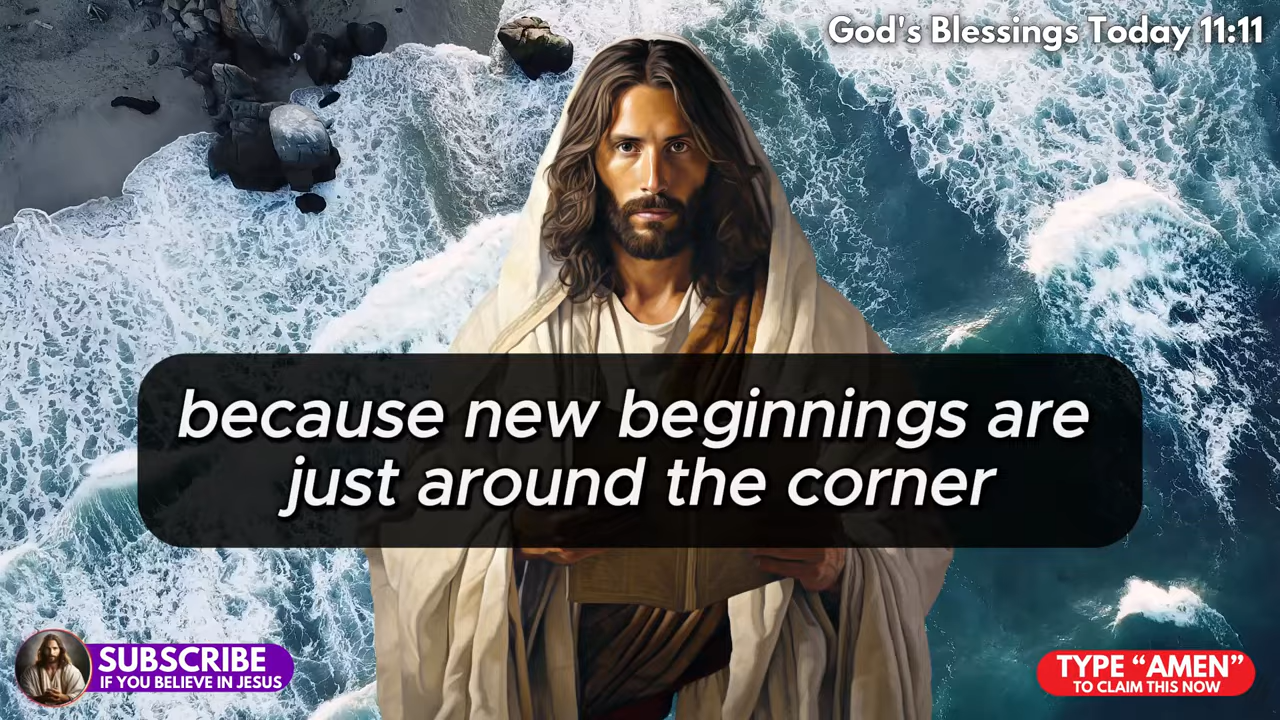 God's Blessings Today 11:11
because new beginnings are
just around the corner
SUBSCRIBE
IF YOU BELIEVE IN JESUS
TYPE “AMEN”
TO CLAIM THIS NOW